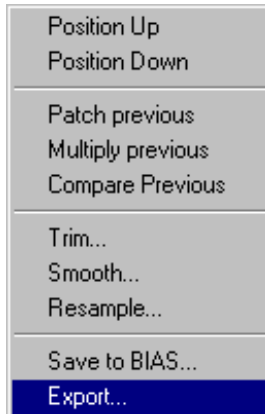 Position Up
Position Down
Patch previous
Multiply previous
Compare Previous
Trim...
Smooth...
Resample...
Save to BIAS...
Export...